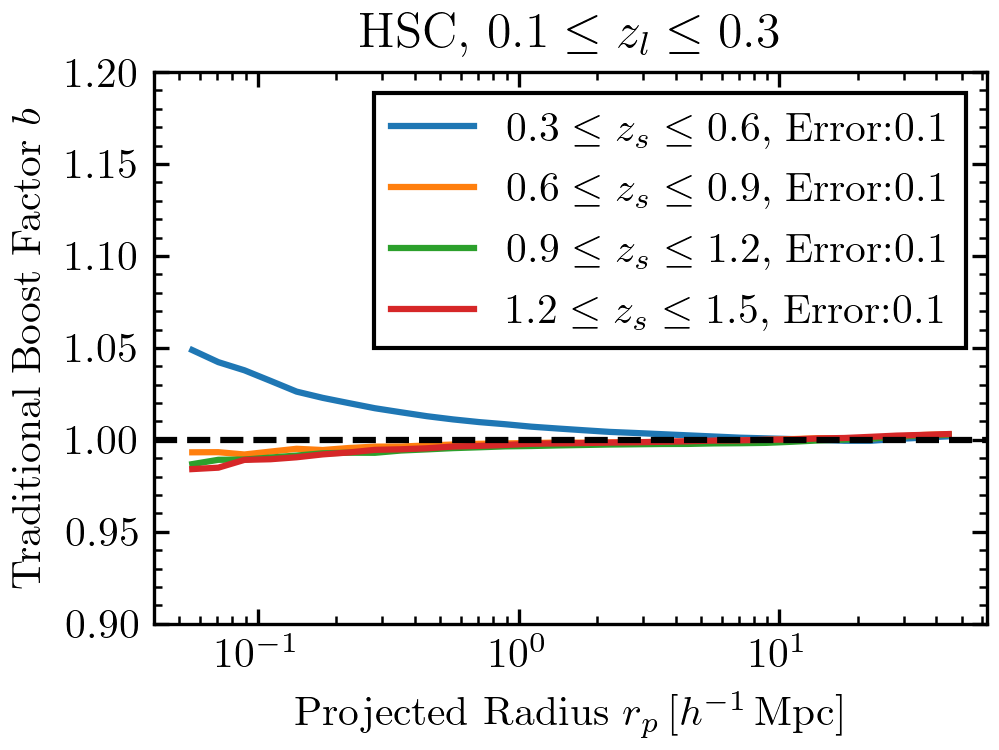 HSC, 0.1 ≤ z_l ≤ 0.3
1.20
1.15
1.10
1.05
1.00
0.95
0.90
Traditional Boost Factor b
0.3 ≤ z_s ≤ 0.6, Error:0.1
0.6 ≤ z_s ≤ 0.9, Error:0.1
0.9 ≤ z_s ≤ 1.2, Error:0.1
1.2 ≤ z_s ≤ 1.5, Error:0.1
10^{-1} 10^0 10^1
Projected Radius r_p [h^{-1} Mpc]